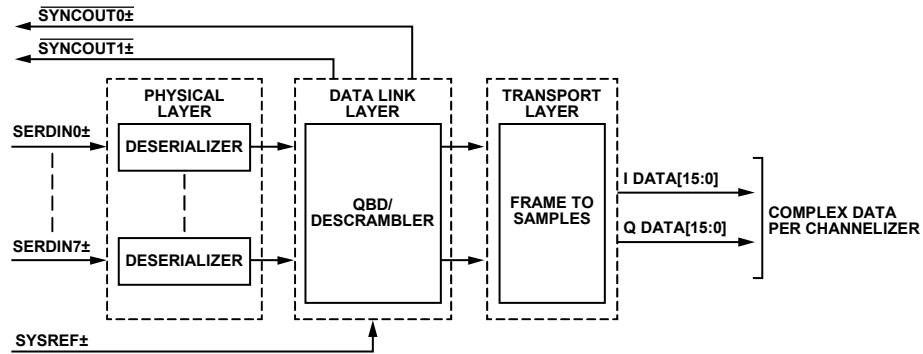 SYNCOUT0±
SYNCOUT1±
PHYSICAL
LAYER
DATA LINK
LAYER
TRANSPORT
LAYER
SERDIN0±
DESERIALIZER
QBD/
DESCRAMBLER
FRAME TO
SAMPLES
I DATA[15:0]
Q DATA[15:0]
COMPLEX DATA
PER CHANNELIZER
SERDIN7±
DESERIALIZER
SYSREF±